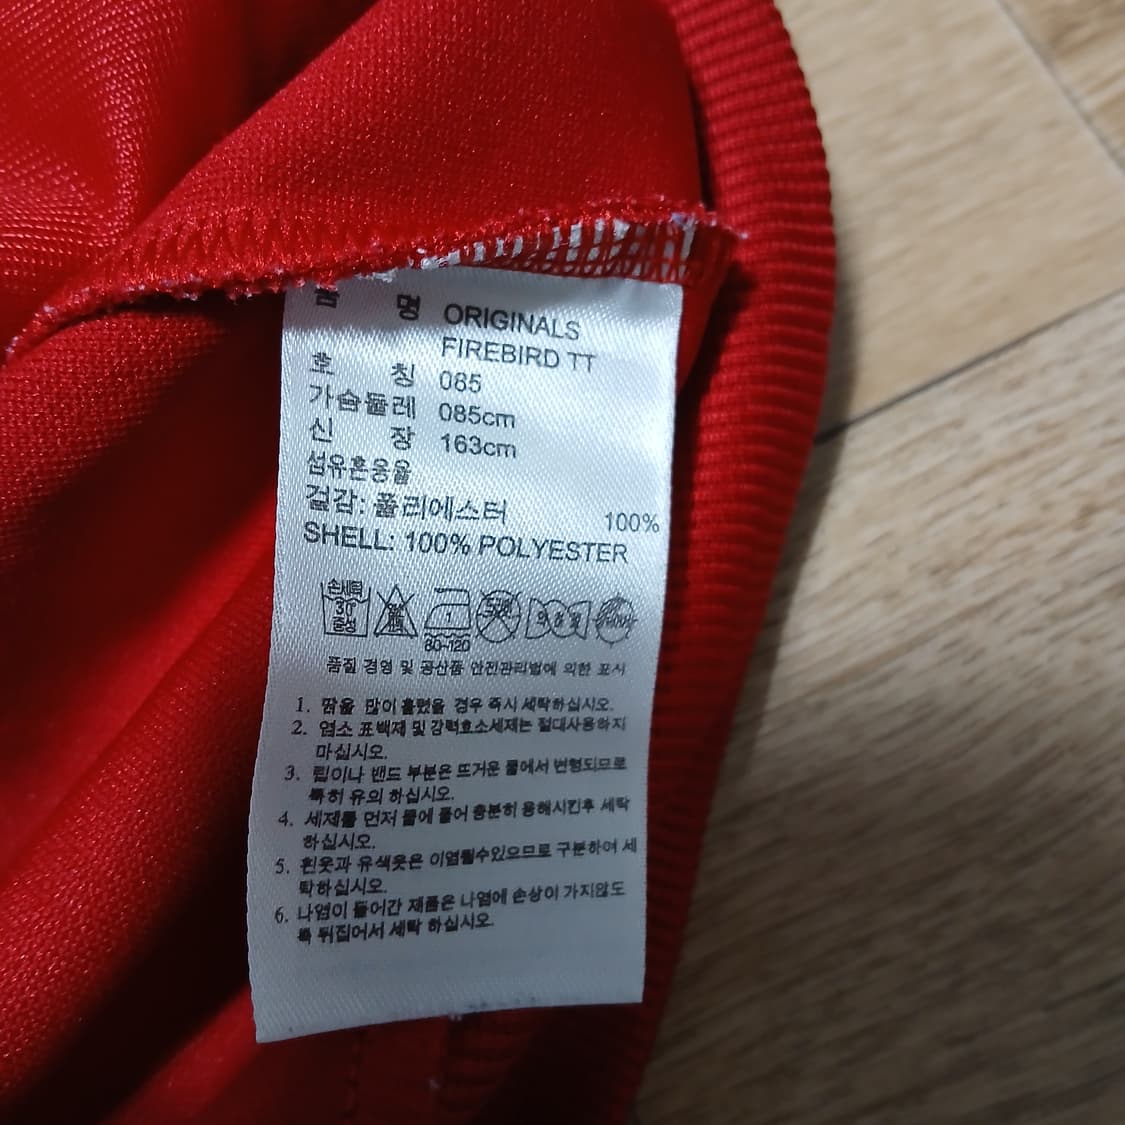 품 명 ORIGINALS
FIREBIRD TT
호 칭 085
가슴둘레 085cm
신 장 163cm
섬유혼용율
겉감: 폴리에스터 100%
SHELL: 100% POLYESTER
손세탁
30°
중성
80~120
품질 경영 및 공산품 안전관리법에 의한 표시
1. 땀을 많이 흘렸을 경우 즉시 세탁하십시오.
2. 염소 표백제 및 강력효소세제는 절대사용하지
마십시오.
3. 립이나 밴드 부분은 뜨거운 물에서 변형되므로
특히 유의 하십시오.
4. 세제를 먼저 물에 풀어 충분히 용해시킨후 세탁
하십시오.
5. 흰옷과 유색옷은 이염될수있으므로 구분하여 세
탁하십시오.
6. 나염이 들어간 제품은 나염에 손상이 가지않도
록 뒤집어서 세탁 하십시오.